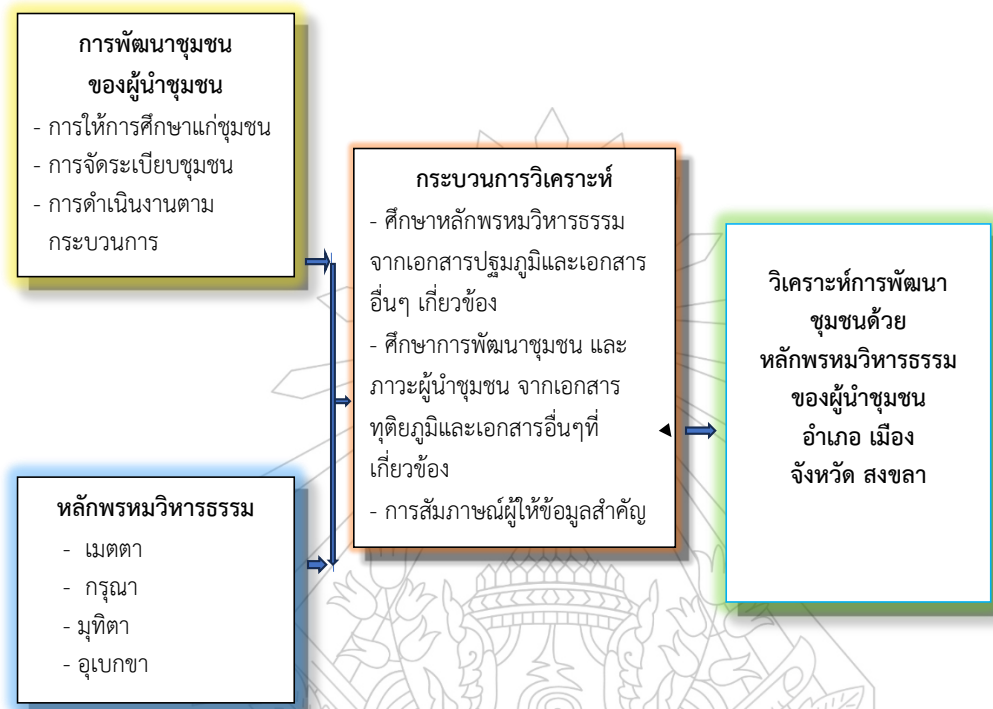 การพัฒนาชุมชน
ของผู้นำชุมชน
- การให้การศึกษาแก่ชุมชน
- การจัดระเบียบชุมชน
- การดำเนินงานตาม
กระบวนการ
หลักพรหมวิหารธรรม
- เมตตา
- กรุณา
- มุทิตา
- อุเบกขา
กระบวนการวิเคราะห์
- ศึกษาหลักพรหมวิหารธรรม
จากเอกสารปฐมภูมิและเอกสาร
อื่นๆ เกี่ยวข้อง
- ศึกษาการพัฒนาชุมชน และ
ภาวะผู้นำชุมชน จากเอกสาร
ทุติยภูมิและเอกสารอื่นๆที่
เกี่ยวข้อง
- การสัมภาษณ์ผู้ให้ข้อมูลสำคัญ
วิเคราะห์การพัฒนา
ชุมชนด้วย
หลักพรหมวิหารธรรม
ของผู้นำชุมชน
อำเภอ เมือง
จังหวัด สงขลา